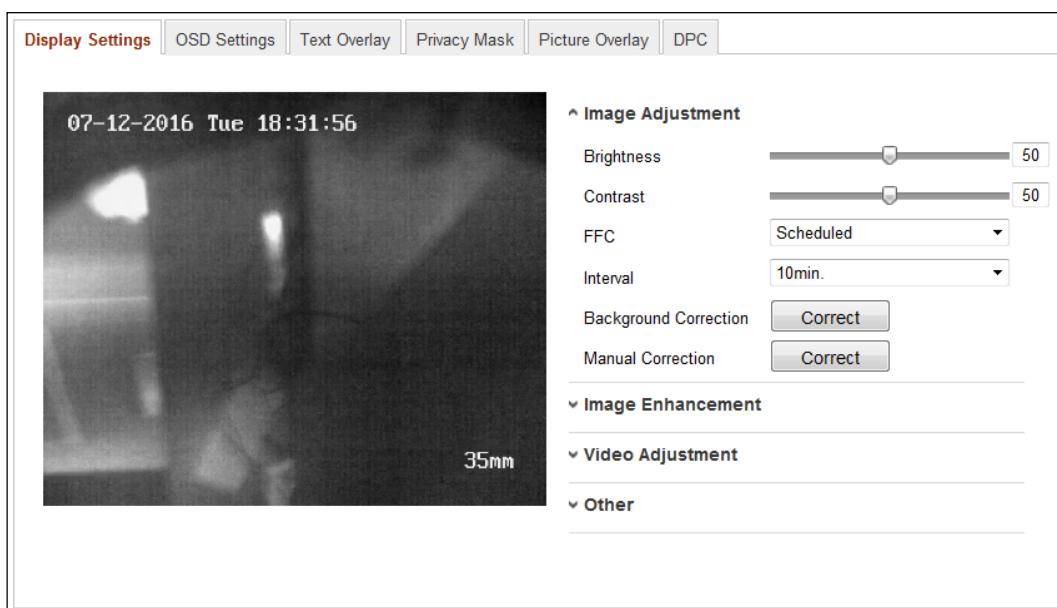 Display Settings OSD Settings Text Overlay Privacy Mask Picture Overlay DPC
07-12-2016 Tue 18:31:56
35mm
Image Adjustment
Brightness 50
Contrast 50
FFC Scheduled
Interval 10min.
Background Correction Correct
Manual Correction Correct
Image Enhancement
Video Adjustment
Other